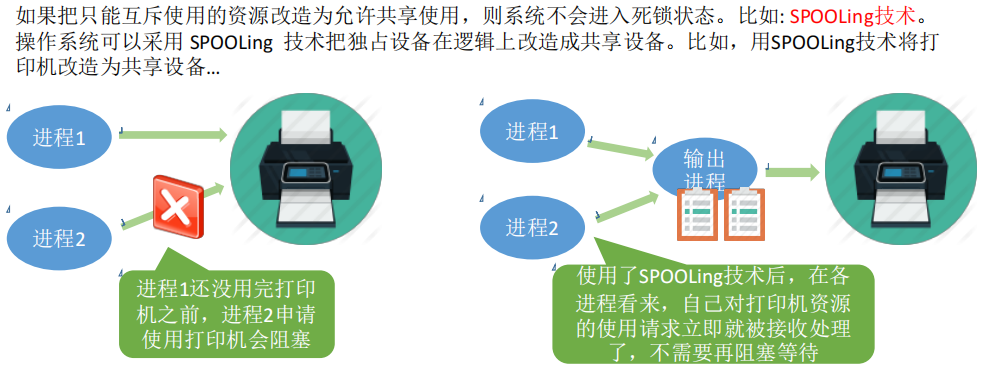 如果把只能互斥使用的资源改造为允许共享使用，则系统不会进入死锁状态。比如: SPOOLing技术。
操作系统可以采用 SPOOLing 技术把独占设备在逻辑上改造成共享设备。比如，用SPOOLing技术将打
印机改造为共享设备…
进程1
进程2
进程1还没用完打印
机之前，进程2申请
使用打印机会阻塞
进程1
进程2
输出
进程
使用了SPOOLing技术后，在各
进程看来，自己对打印机资源
的使用请求立即就被接收处理
了，不需要再阻塞等待